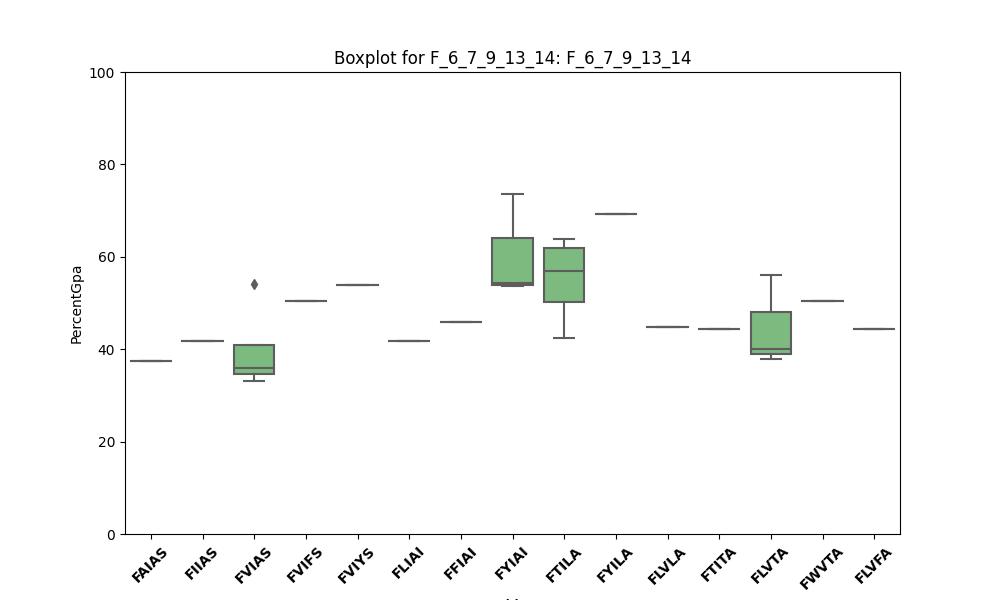 Boxplot for F_6_7_9_13_14: F_6_7_9_13_14
PercentGpa
100
80
60
40
20
0
FAIAS
FIIAS
FVIAS
FVIFS
FVIYS
FLIAI
FFIAI
FYIAI
FTILA
FYILA
FLVLA
FTITA
FLVTA
FWVTA
FLVFA